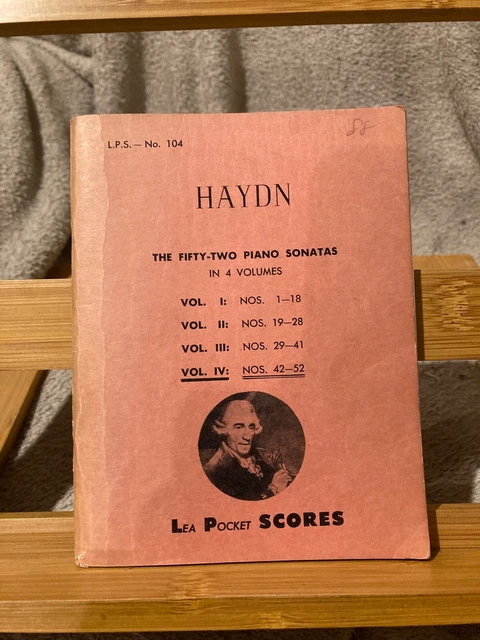 L.P.S. — No. 104
HAYDN
THE FIFTY-TWO PIANO SONATAS
IN 4 VOLUMES
VOL. I: NOS. 1—18
VOL. II: NOS. 19—28
VOL. III: NOS. 29—41
VOL. IV: NOS. 42—52
LEA POCKET SCORES